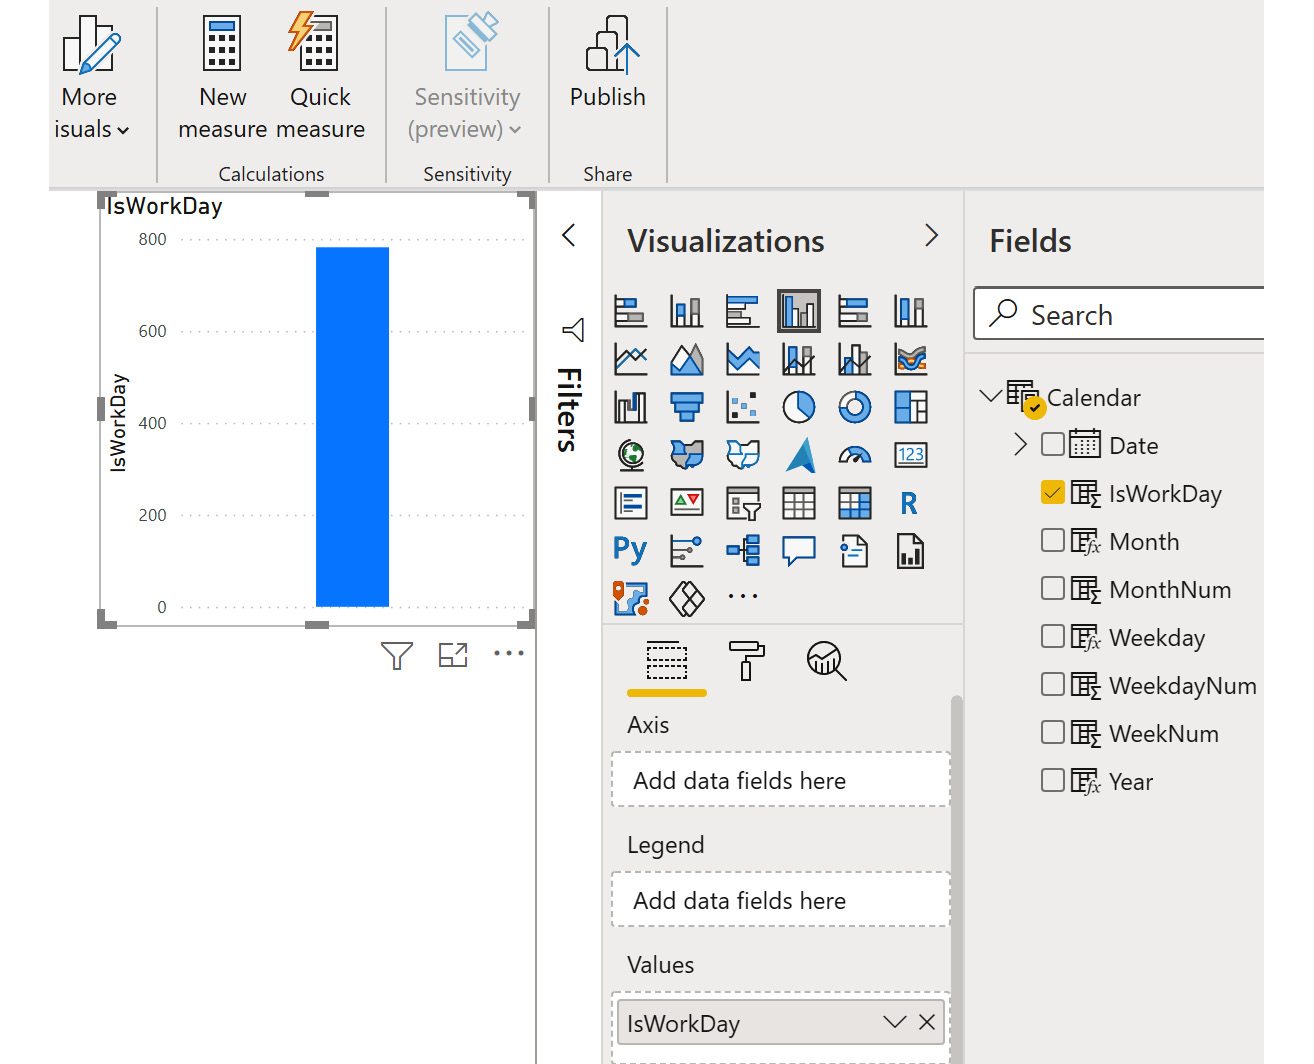 More
isuals
New
measure
Quick
measure
Sensitivity
(preview)
Publish
Calculations
Sensitivity
Share
IsWorkDay
800
600
400
200
0
IsWorkDay
Filters
Visualizations
123
R
Py
Axis
Add data fields here
Legend
Add data fields here
Values
IsWorkDay
Fields
Search
Calendar
Date
IsWorkDay
Month
MonthNum
Weekday
WeekdayNum
WeekNum
Year